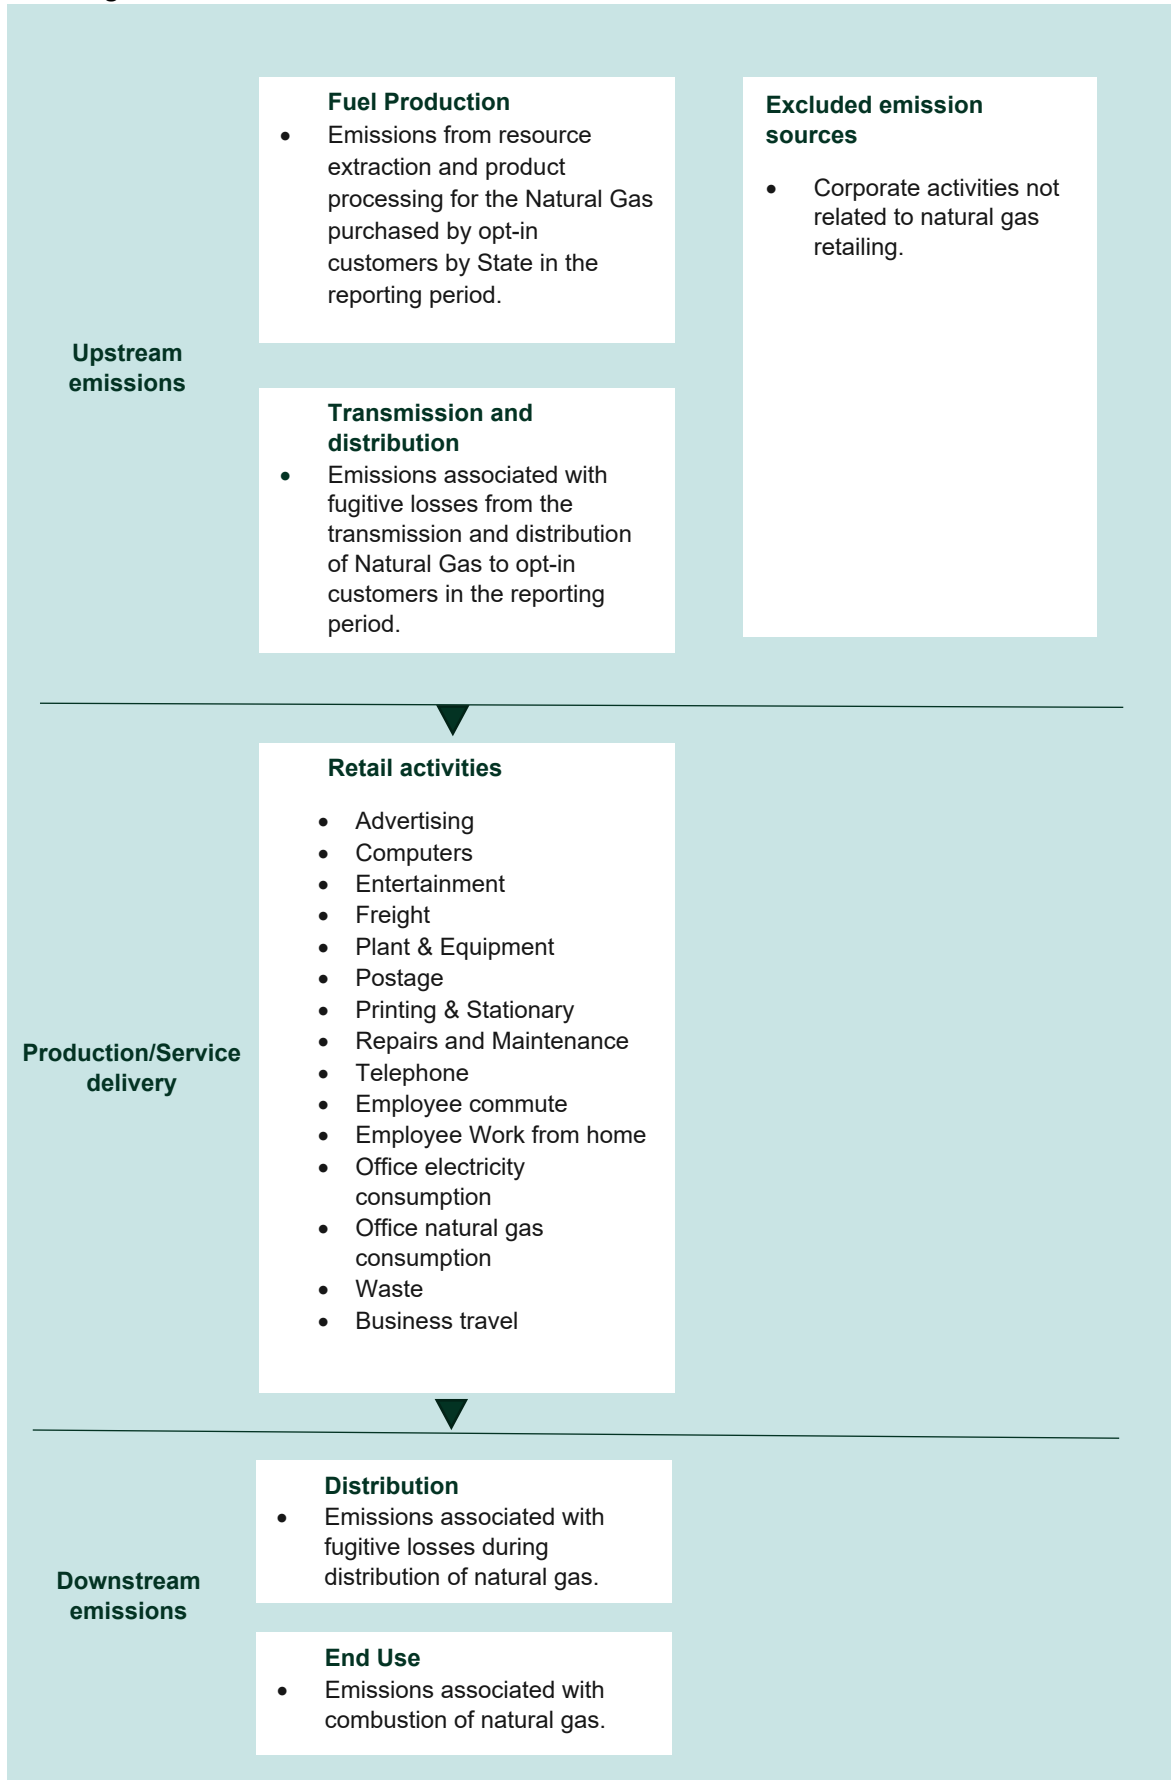 Fuel Production
• Emissions from resource
extraction and product
processing for the Natural Gas
purchased by opt-in
customers by State in the
reporting period.
Excluded emission
sources
• Corporate activities not
related to natural gas
retailing.
Upstream
emissions
Transmission and
distribution
• Emissions associated with
fugitive losses from the
transmission and distribution
of Natural Gas to opt-in
customers in the reporting
period.
Retail activities
• Advertising
• Computers
• Entertainment
• Freight
• Plant & Equipment
• Postage
• Printing & Stationary
• Repairs and Maintenance
• Telephone
• Employee commute
• Employee Work from home
• Office electricity
consumption
• Office natural gas
consumption
• Waste
• Business travel
Production/Service
delivery
Distribution
• Emissions associated with
fugitive losses during
distribution of natural gas.
Downstream
emissions
End Use
• Emissions associated with
combustion of natural gas.